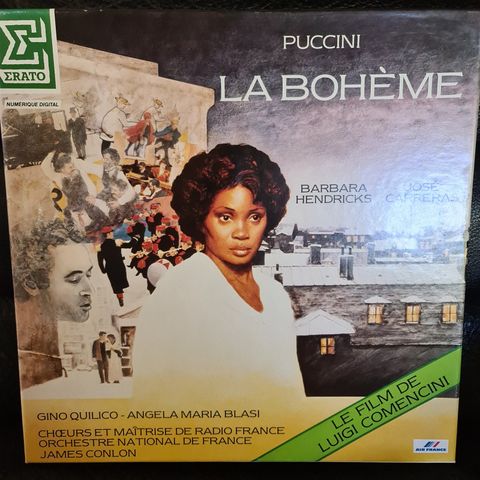 ERATO
NUMÉRIQUE DIGITAL
PUCCINI
LA BOHÈME
BARBARA HENDRICKS
JOSÉ CARRERAS
GINO QUILICO - ANGELA MARIA BLASI
CHŒURS ET MAÎTRISE DE RADIO FRANCE
ORCHESTRE NATIONAL DE FRANCE
JAMES CONLON
LE FILM DE
LUIGI COMENCINI
AIR FRANCE